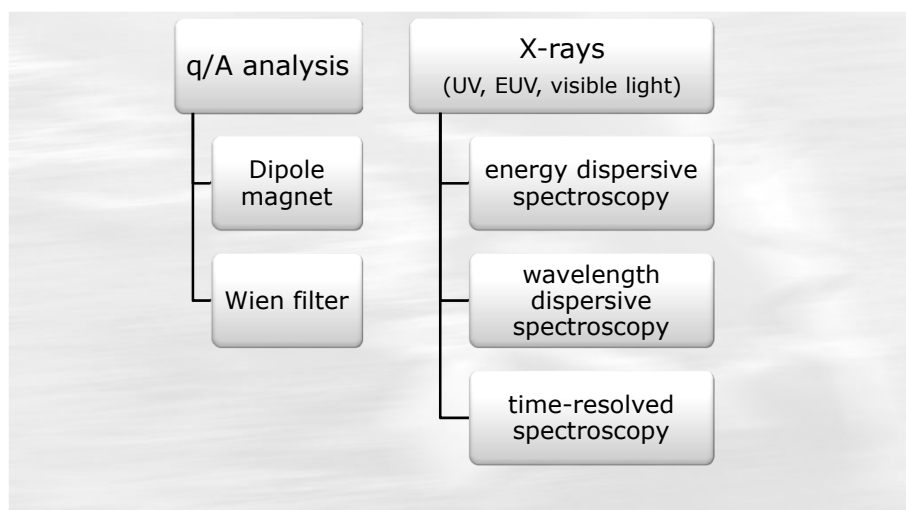 q/A analysis
Dipole
magnet
Wien filter
X-rays
(UV, EUV, visible light)
energy dispersive
spectroscopy
wavelength
dispersive
spectroscopy
time-resolved
spectroscopy